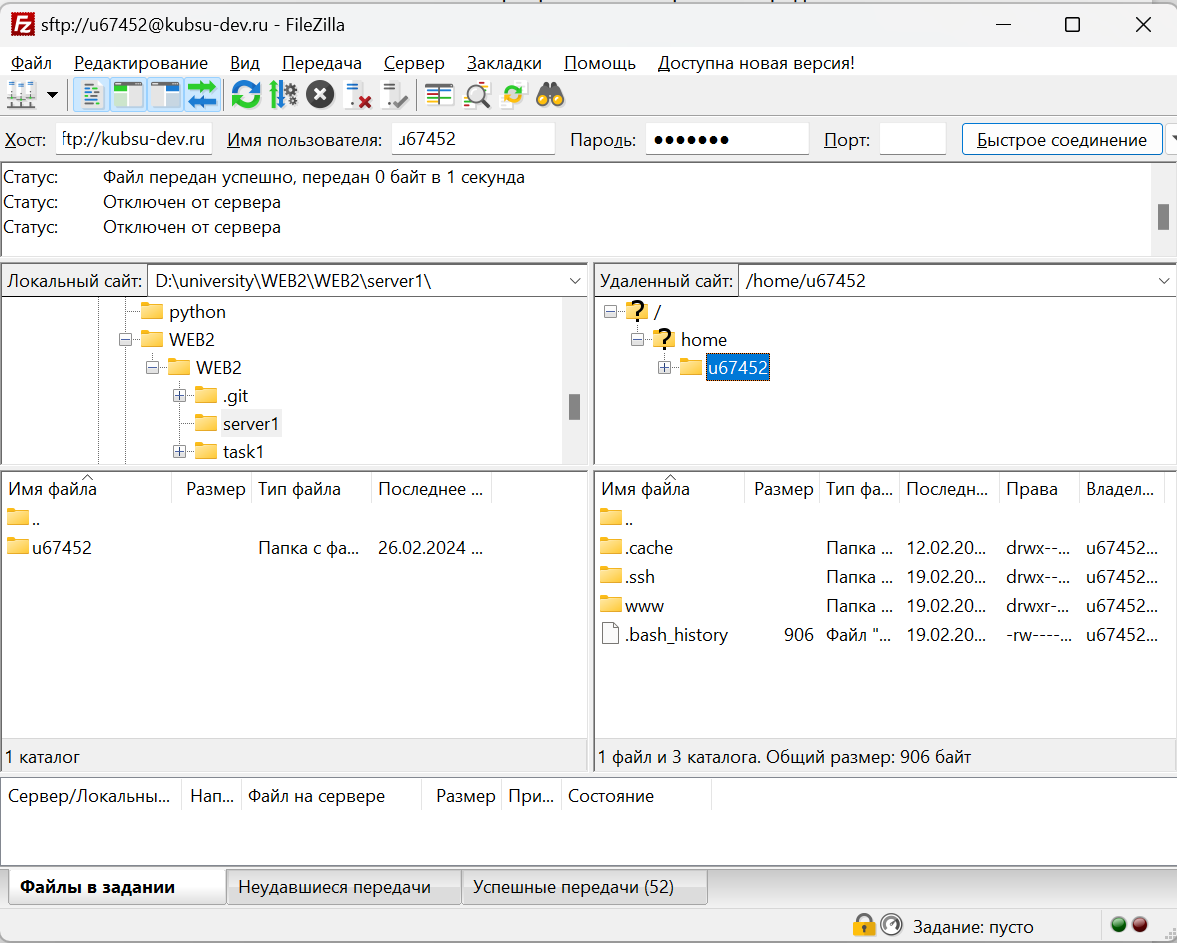 sftp://u67452@kubsu-dev.ru - FileZilla
Файл Редактирование Вид Передача Сервер Закладки Помощь Доступна новая версия!
Хост: ftp://kubsu-dev.ru Имя пользователя: u67452 Пароль: ●●●●●●● Порт: Быстрое соединение
Статус: Файл передан успешно, передан 0 байт в 1 секунда
Статус: Отключен от сервера
Статус: Отключен от сервера
Локальный сайт: D:\university\WEB2\WEB2\server1\
python
WEB2
WEB2
.git
server1
task1
Удаленный сайт: /home/u67452
? /
? home
u67452
Имя файла Размер Тип файла Последнее ...
..
u67452 Папка с фа... 26.02.2024 ...
1 каталог
Имя файла Размер Тип фа... Последн... Права Владел...
..
.cache Папка ... 12.02.20... drwx--... u67452...
.ssh Папка ... 19.02.20... drwx--... u67452...
www Папка ... 19.02.20... drwxr-... u67452...
.bash_history 906 Файл "... 19.02.20... -rw----... u67452...
1 файл и 3 каталога. Общий размер: 906 байт
Сервер/Локальны... Нап... Файл на сервере Размер При... Состояние
Файлы в задании Неудавшиеся передачи Успешные передачи (52)
Задание: пусто